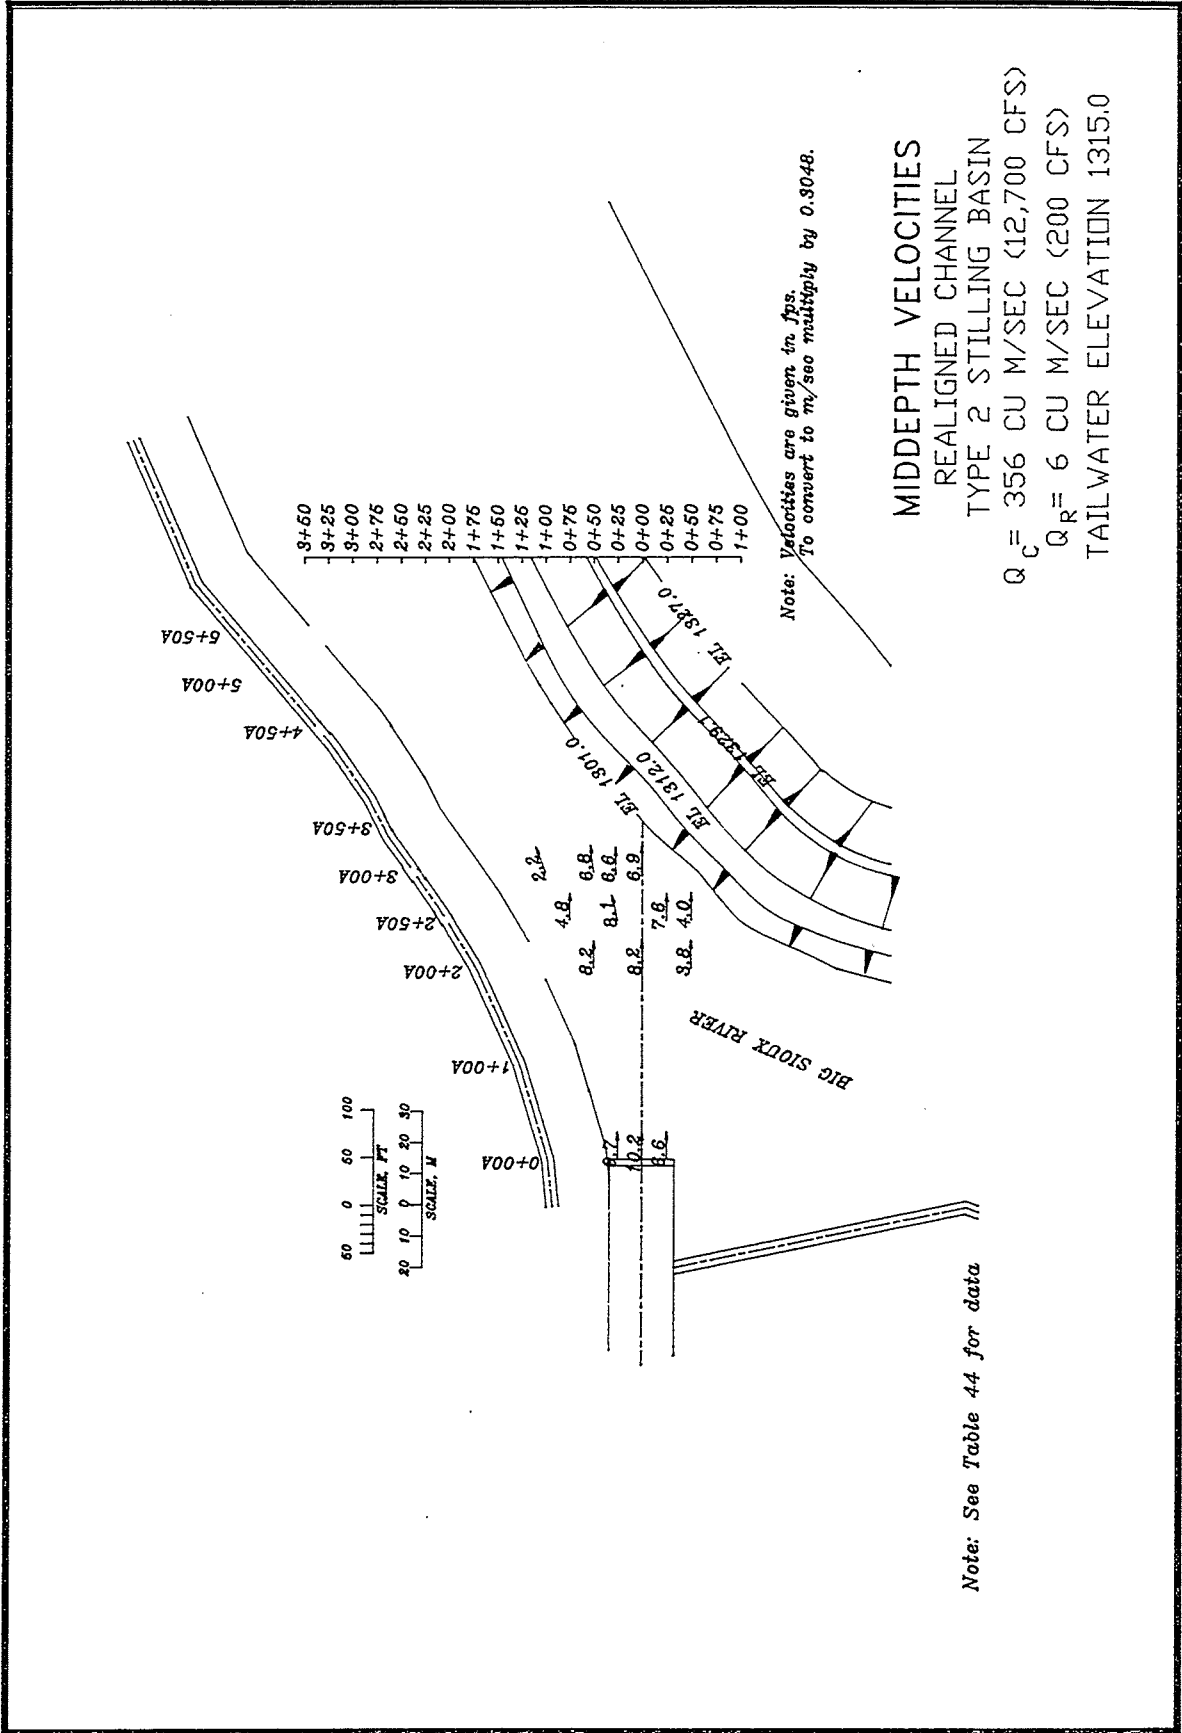 MIDDEPTH VELOCITIES
REALIGNED CHANNEL
TYPE 2 STILLING BASIN
Q_C = 356 CU M/SEC (12,700 CFS)
Q_R = 6 CU M/SEC (200 CFS)
TAILWATER ELEVATION 1315.0
Note: Velocities are given in fps.
To convert to m/sec multiply by 0.3048.
Note: See Table 44 for data
3+50
3+25
3+00
2+75
2+50
2+25
2+00
1+75
1+50
1+25
1+00
0+75
0+50
0+25
0+00
0+25
0+50
0+75
1+00
0+00A
1+00A
2+00A
2+50A
3+00A
3+50A
4+50A
5+00A
6+50A
50 0 50 100
SCALE, FT
20 10 0 10 20 30
SCALE, M
EL 1301.0
EL 1312.0
EL 1329.1
EL 1327.0
BIG SIOUX RIVER
2.2
6.8
6.6
6.9
4.8
8.1
7.6
4.0
8.2
8.2
3.8
10.2